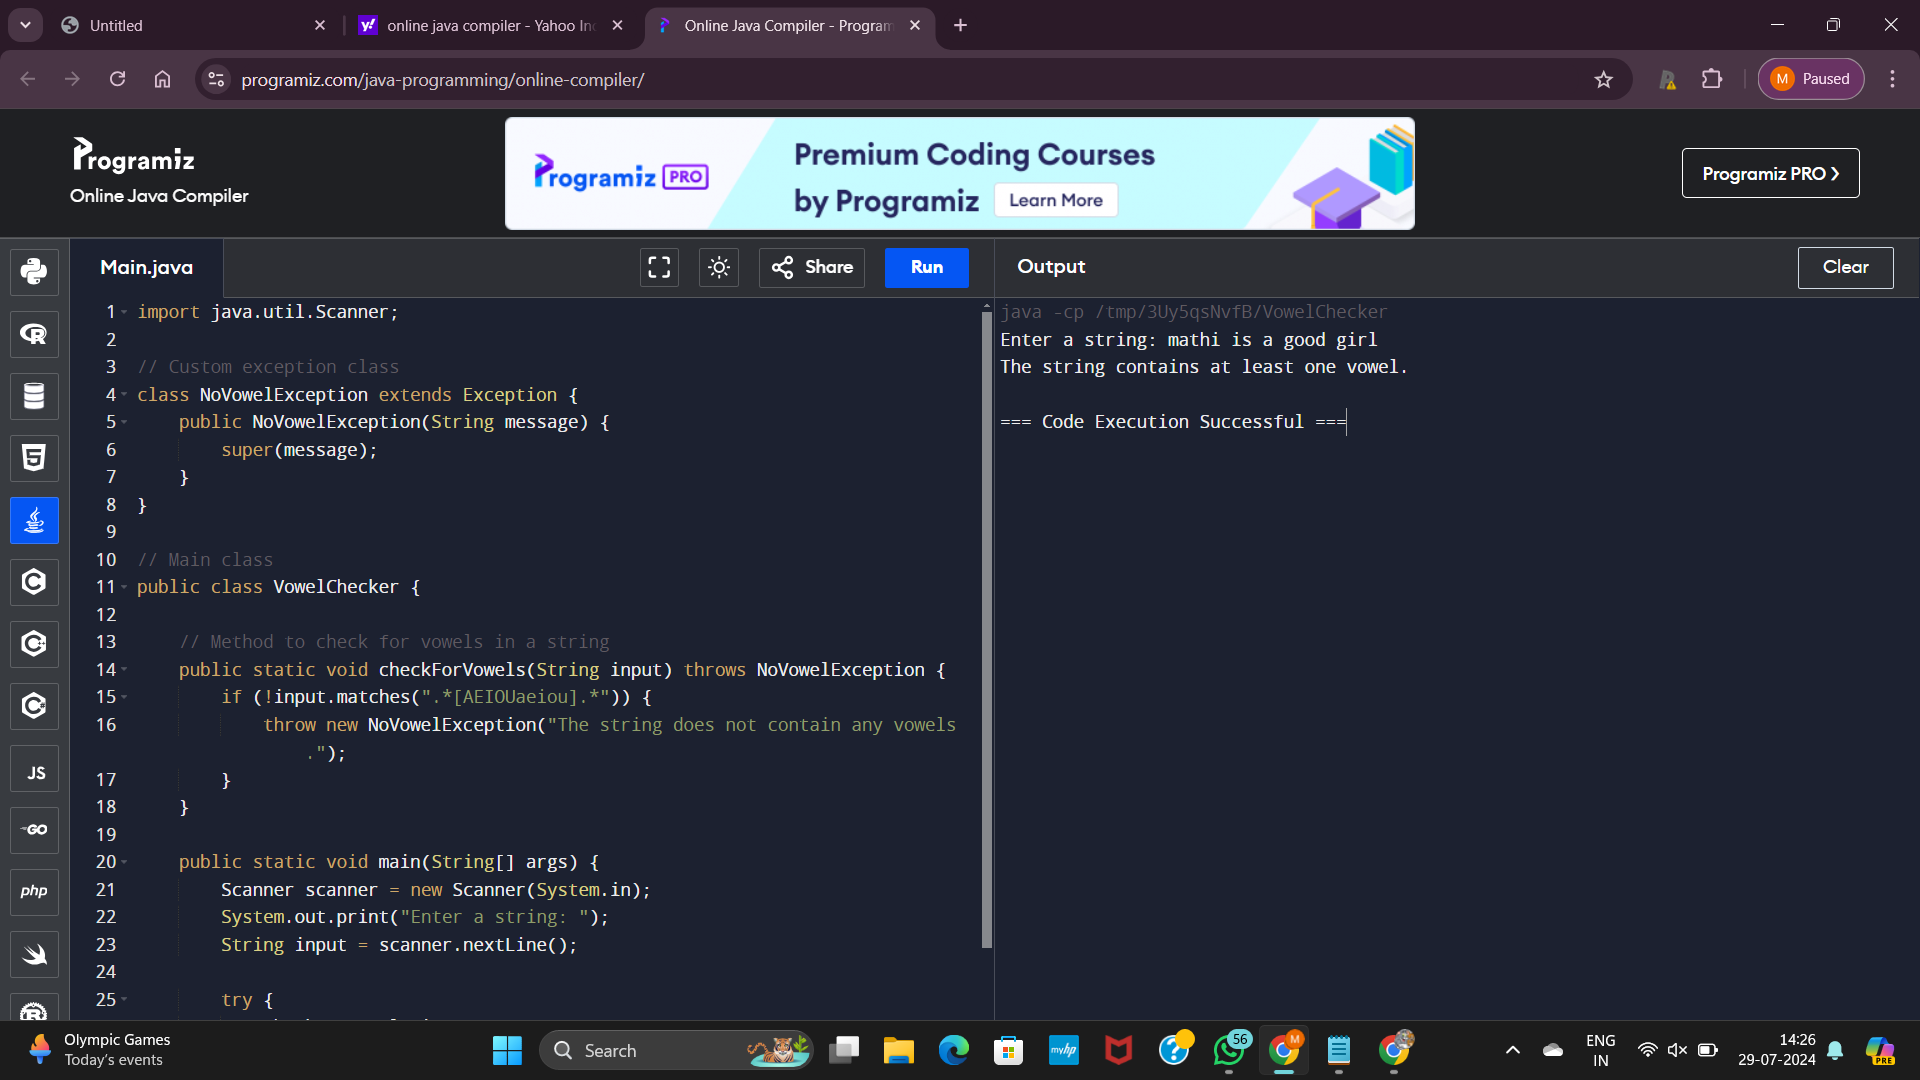 Untitled
online java compiler - Yahoo In
Online Java Compiler - Program
programiz.com/java-programming/online-compiler/
M Paused
Programiz
Online Java Compiler
Programiz PRO
Premium Coding Courses
by Programiz
Learn More
Programiz PRO
Main.java
Share
Run
Output
Clear
1 import java.util.Scanner;
2
3 // Custom exception class
4 class NoVowelException extends Exception {
5 public NoVowelException(String message) {
6 super(message);
7 }
8 }
9
10 // Main class
11 public class VowelChecker {
12
13 // Method to check for vowels in a string
14 public static void checkForVowels(String input) throws NoVowelException {
15 if (!input.matches(".*[AEIOUaeiou].*")) {
16 throw new NoVowelException("The string does not contain any vowels
.");
17 }
18 }
19
20 public static void main(String[] args) {
21 Scanner scanner = new Scanner(System.in);
22 System.out.print("Enter a string: ");
23 String input = scanner.nextLine();
24
25 try {
java -cp /tmp/3Uy5qsNvfB/VowelChecker
Enter a string: mathi is a good girl
The string contains at least one vowel.
=== Code Execution Successful ===
R
5
C
C
C
JS
GO
php
R
Olympic Games
Today's events
Search
myhp
56
M
ENG
IN
14:26
29-07-2024
PRE